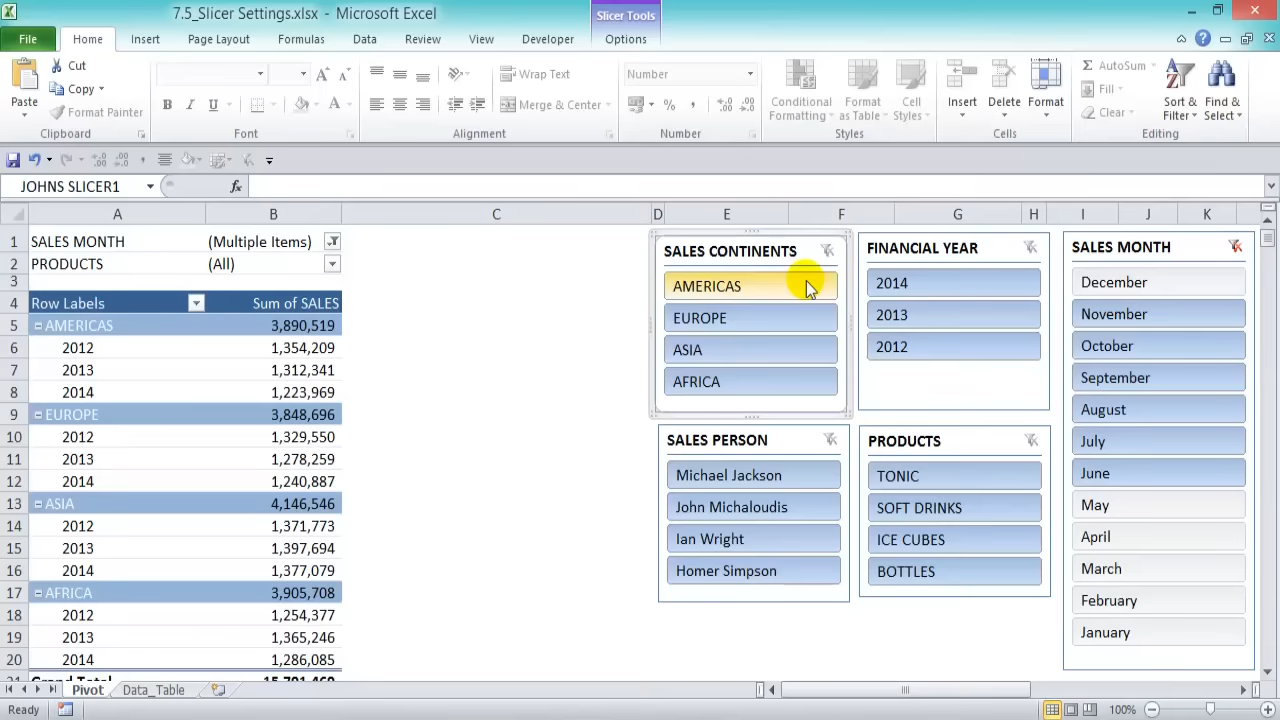 7.5_Slicer Settings.xlsx - Microsoft Excel
Slicer Tools
File Home Insert Page Layout Formulas Data Review View Developer Options
Paste
Cut
Copy
Format Painter
Clipboard
B I U
Font
Wrap Text
Merge & Center
Alignment
Number
Number
Conditional Formatting
Format as Table
Cell Styles
Styles
Insert Delete Format
Cells
AutoSum
Fill
Clear
Sort & Filter
Find & Select
Editing
JOHNS SLICER1 fx
A B C D E F G H I J K
1 SALES MONTH (Multiple Items)
2 PRODUCTS (All)
3
4 Row Labels Sum of SALES
5 AMERICAS 3,890,519
6 2012 1,354,209
7 2013 1,312,341
8 2014 1,223,969
9 EUROPE 3,848,696
10 2012 1,329,550
11 2013 1,278,259
12 2014 1,240,887
13 ASIA 4,146,546
14 2012 1,371,773
15 2013 1,397,694
16 2014 1,377,079
17 AFRICA 3,905,708
18 2012 1,254,377
19 2013 1,365,246
20 2014 1,286,085
SALES CONTINENTS
AMERICAS
EUROPE
ASIA
AFRICA
FINANCIAL YEAR
2014
2013
2012
SALES MONTH
December
November
October
September
August
July
June
May
April
March
February
January
SALES PERSON
Michael Jackson
John Michaloudis
Ian Wright
Homer Simpson
PRODUCTS
TONIC
SOFT DRINKS
ICE CUBES
BOTTLES
Pivot Data_Table
Ready 100%